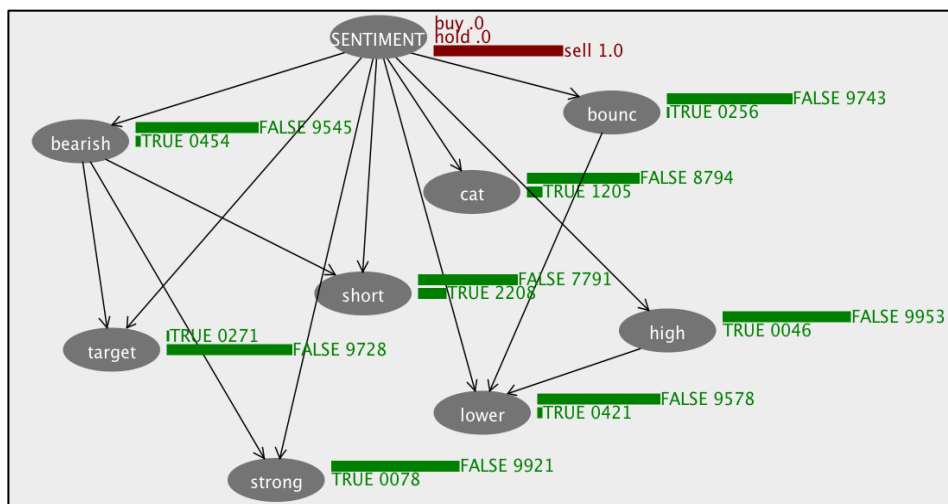 buy .0
hold .0
SENTIMENT
sell 1.0
bounc
FALSE 9743
TRUE 0256
bearish
FALSE 9545
TRUE 0454
cat
FALSE 8794
TRUE 1205
short
FALSE 7791
TRUE 2208
high
FALSE 9953
TRUE 0046
target
TRUE 0271
FALSE 9728
lower
FALSE 9578
TRUE 0421
strong
FALSE 9921
TRUE 0078